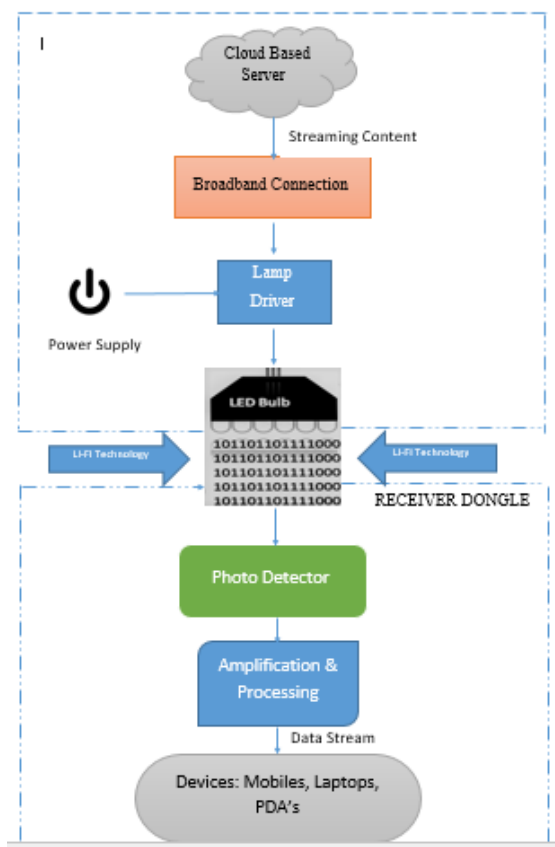 I
Cloud Based
Server
Streaming Content
Broadband Connection
Lamp
Driver
Power Supply
LED Bulb
101101101111000
101101101111000
101101101111000
101101101111000
101101101111000
LI-FI Technology
LI-FI Technology
RECEIVER DONGLE
Photo Detector
Amplification &
Processing
Data Stream
Devices: Mobiles, Laptops,
PDA's